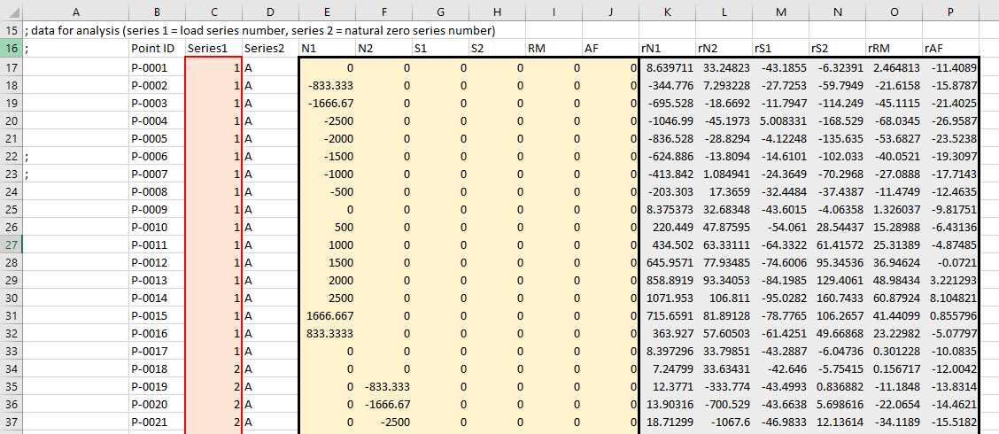 A B C D E F G H I J K L M N O P
15 ; data for analysis (series 1 = load series number, series 2 = natural zero series number)
16 ; Point ID Series1 Series2 N1 N2 S1 S2 RM AF rN1 rN2 rS1 rS2 rRM rAF
17 P-0001 1 A 0 0 0 0 0 0 8.639711 33.24823 -43.1855 -6.32391 2.464813 -11.4089
18 P-0002 1 A -833.333 0 0 0 0 0 -344.776 7.293228 -27.7253 -59.7949 -21.6158 -15.8787
19 P-0003 1 A -1666.67 0 0 0 0 0 -695.528 -18.6692 -11.7947 -114.249 -45.1115 -21.4025
20 P-0004 1 A -2500 0 0 0 0 0 -1046.99 -45.1973 5.008331 -168.529 -68.0345 -26.9587
21 P-0005 1 A -2000 0 0 0 0 0 -836.528 -28.8294 -4.12248 -135.635 -53.6827 -23.5238
22 ; P-0006 1 A -1500 0 0 0 0 0 -624.886 -13.8094 -14.6101 -102.033 -40.0521 -19.3097
23 ; P-0007 1 A -1000 0 0 0 0 0 -413.842 1.084941 -24.3649 -70.2968 -27.0888 -17.7143
24 P-0008 1 A -500 0 0 0 0 0 -203.303 17.3659 -32.4484 -37.4387 -11.4749 -12.4635
25 P-0009 1 A 0 0 0 0 0 0 8.375373 32.68348 -43.6015 -4.06358 1.326037 -9.81751
26 P-0010 1 A 500 0 0 0 0 0 220.449 47.87595 -54.061 28.54437 15.28988 -6.43136
27 P-0011 1 A 1000 0 0 0 0 0 434.502 63.33111 -64.3322 61.41572 25.31389 -4.87485
28 P-0012 1 A 1500 0 0 0 0 0 645.9571 77.93485 -74.6006 95.34536 36.94624 -0.0721
29 P-0013 1 A 2000 0 0 0 0 0 858.8919 93.34053 -84.1985 129.4061 48.98434 3.221293
30 P-0014 1 A 2500 0 0 0 0 0 1071.953 106.811 -95.0282 160.7433 60.87924 8.104821
31 P-0015 1 A 1666.667 0 0 0 0 0 715.6591 81.89128 -78.7765 106.2657 41.44099 0.855796
32 P-0016 1 A 833.3333 0 0 0 0 0 363.927 57.60503 -61.4251 49.66868 23.22982 -5.07797
33 P-0017 1 A 0 0 0 0 0 0 8.397296 33.79851 -43.2887 -6.04736 0.301228 -10.0835
34 P-0018 2 A 0 0 0 0 0 0 7.24799 33.63431 -42.646 -5.75415 0.156717 -12.0042
35 P-0019 2 A 0 -833.333 0 0 0 0 12.3771 -333.774 -43.4993 0.836882 -11.1848 -13.8314
36 P-0020 2 A 0 -1666.67 0 0 0 0 13.90316 -700.529 -43.6638 5.698616 -22.0654 -14.4621
37 P-0021 2 A 0 -2500 0 0 0 0 18.71299 -1067.6 -46.9833 12.13614 -34.1189 -15.5182